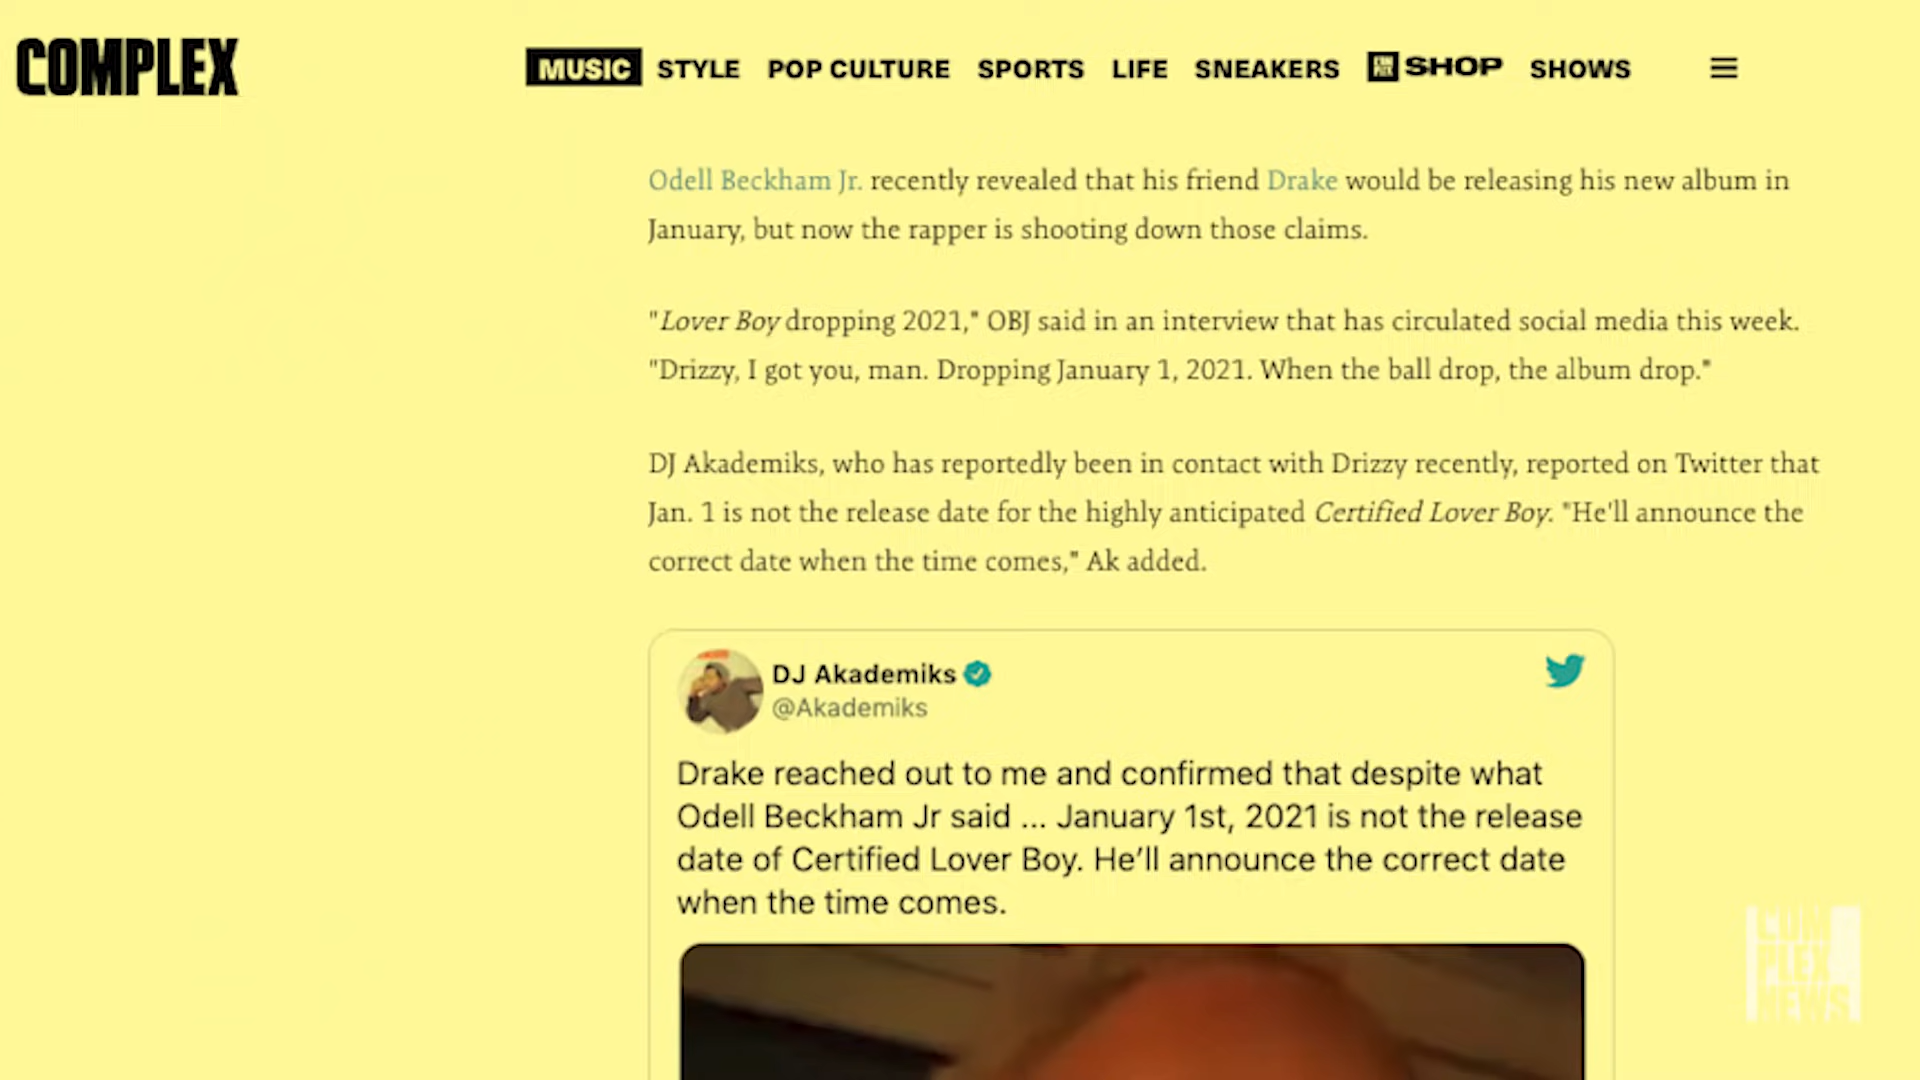 COMPLEX
MUSIC STYLE POP CULTURE SPORTS LIFE SNEAKERS COMPLEX SHOP SHOWS
Odell Beckham Jr. recently revealed that his friend Drake would be releasing his new album in
January, but now the rapper is shooting down those claims.
"Lover Boy dropping 2021," OBJ said in an interview that has circulated social media this week.
"Drizzy, I got you, man. Dropping January 1, 2021. When the ball drop, the album drop."
DJ Akademiks, who has reportedly been in contact with Drizzy recently, reported on Twitter that
Jan. 1 is not the release date for the highly anticipated Certified Lover Boy. "He'll announce the
correct date when the time comes," Ak added.
DJ Akademiks
@Akademiks
Drake reached out to me and confirmed that despite what
Odell Beckham Jr said ... January 1st, 2021 is not the release
date of Certified Lover Boy. He’ll announce the correct date
when the time comes.
COM
PLEX
NEWS